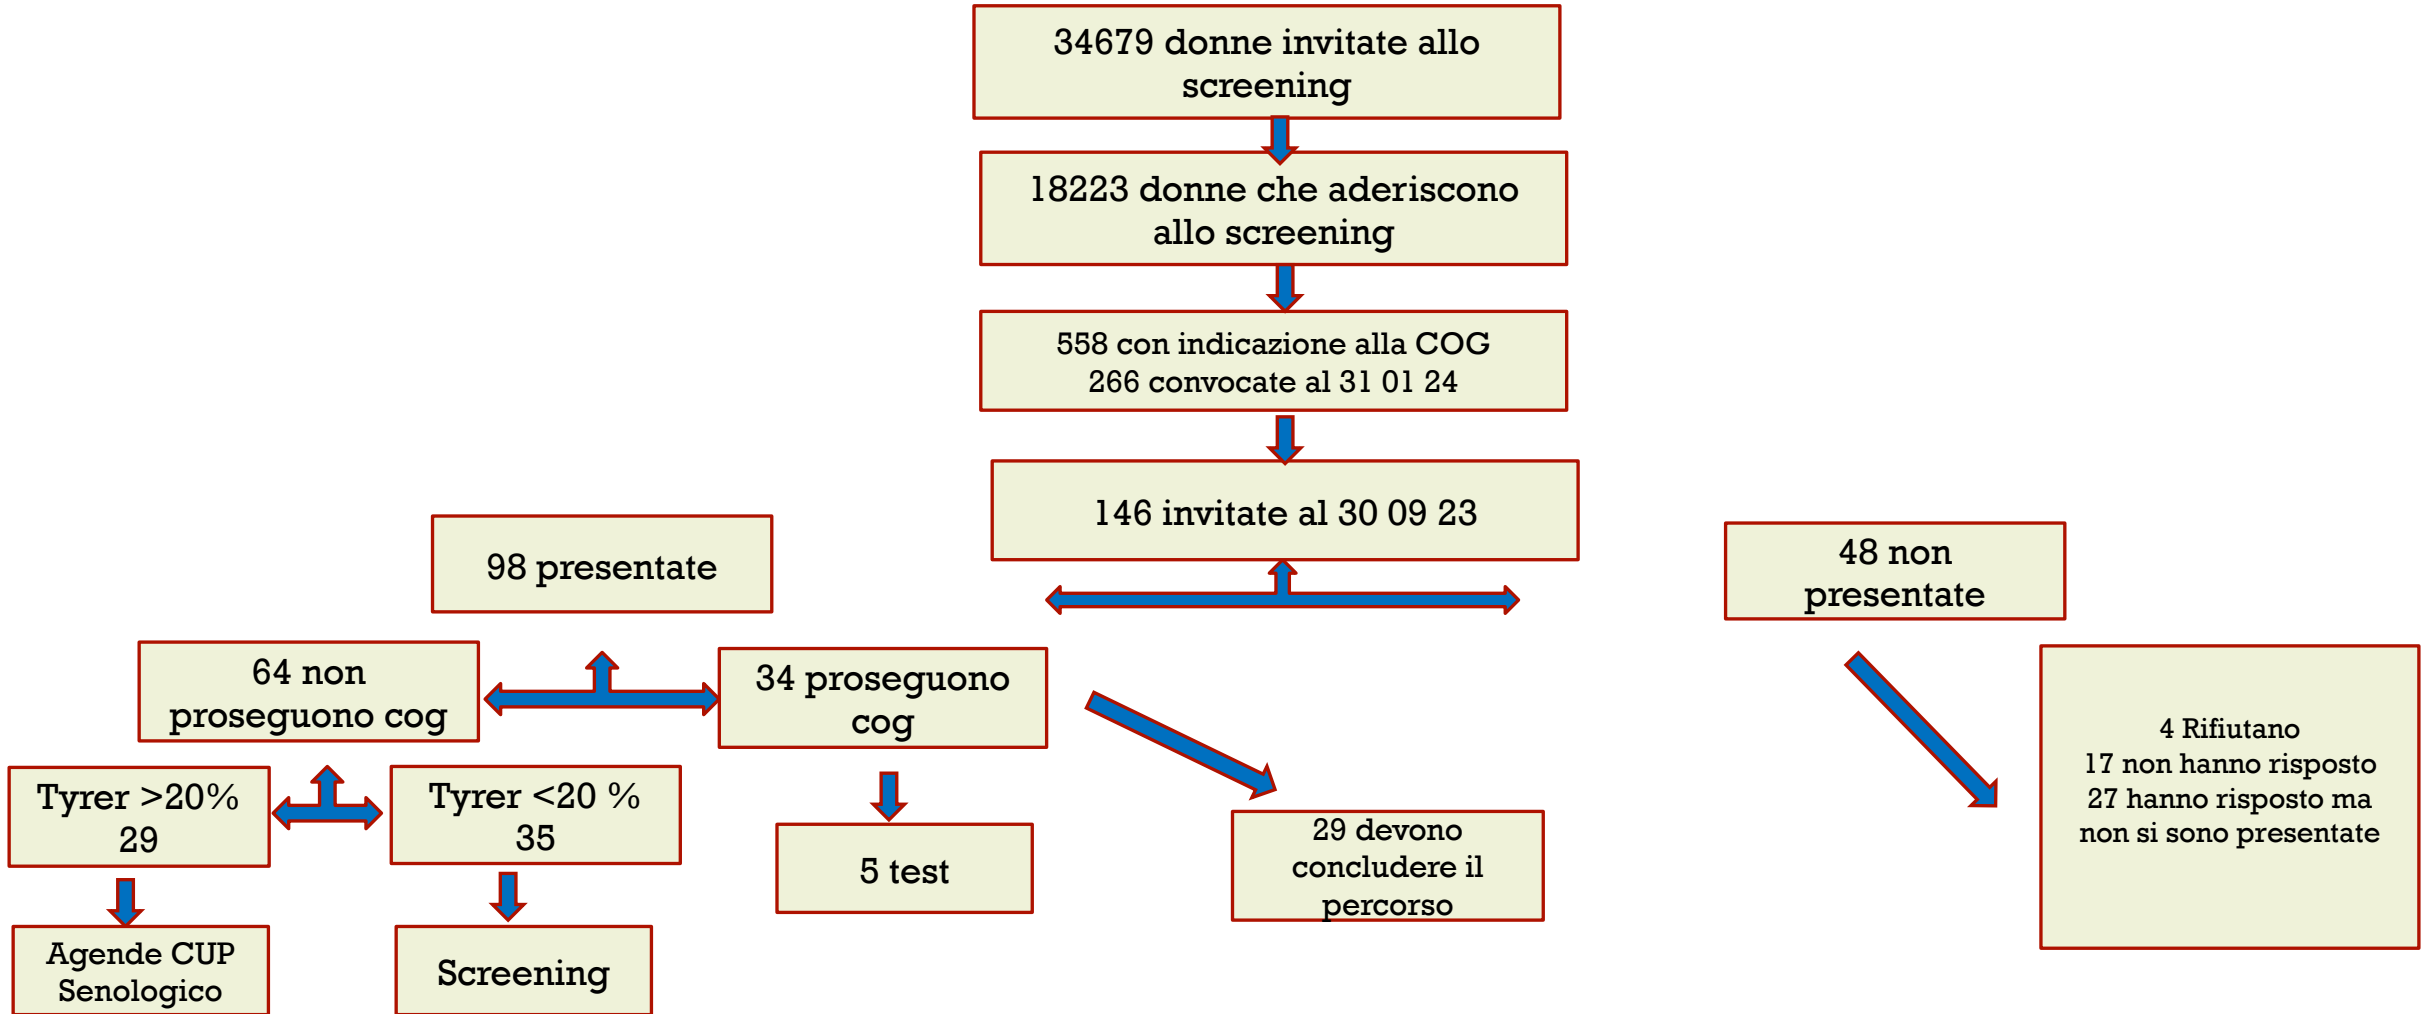 34679 donne invitate allo
screening
18223 donne che aderiscono
allo screening
558 con indicazione alla COG
266 convocate al 31 01 24
146 invitate al 30 09 23
98 presentate
48 non
presentate
64 non
proseguono cog
34 proseguono
cog
4 Rifiutano
17 non hanno risposto
27 hanno risposto ma
non si sono presentate
Tyrer >20%
29
Tyrer <20 %
35
5 test
29 devono
concludere il
percorso
Agende CUP
Senologico
Screening